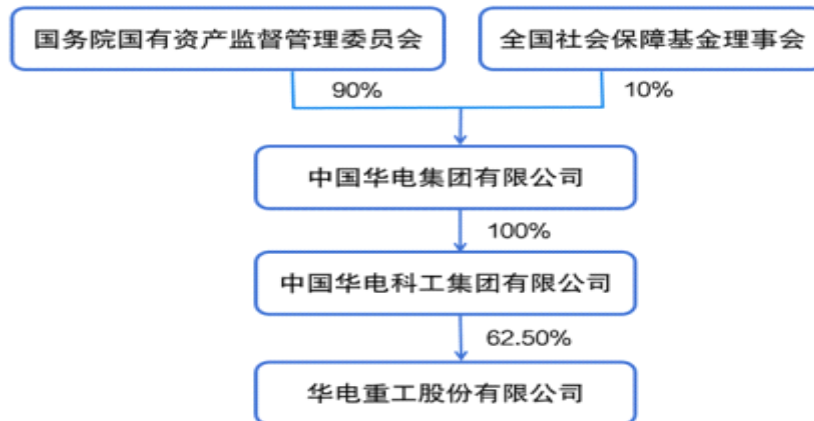 国务院国有资产监督管理委员会
全国社会保障基金理事会
90%
10%
中国华电集团有限公司
100%
中国华电科工集团有限公司
62.50%
华电重工股份有限公司